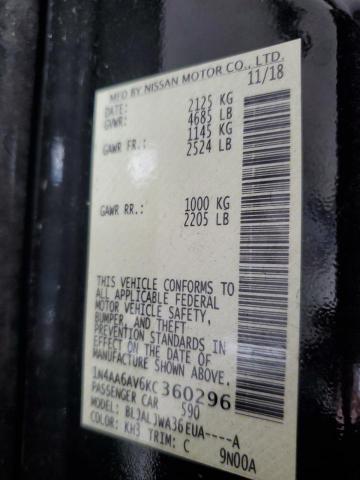 MFD BY NISSAN MOTOR CO., LTD.
DATE: 11/18
GVWR: 2125 KG
4685 LB
GAWR FR.: 1145 KG
2524 LB
GAWR RR.: 1000 KG
2205 LB
THIS VEHICLE CONFORMS TO
ALL APPLICABLE FEDERAL
MOTOR VEHICLE SAFETY,
BUMPER, AND THEFT
PREVENTION STANDARDS
IN EFFECT ON THE DATE OF
MANUFACTURE SHOWN ABOVE.
1N4AA6AV6KC360296
PASSENGER CAR 590
MODEL: BLJALJWA36EUA----A
COLOR: KH3 TRIM: C 9N00A